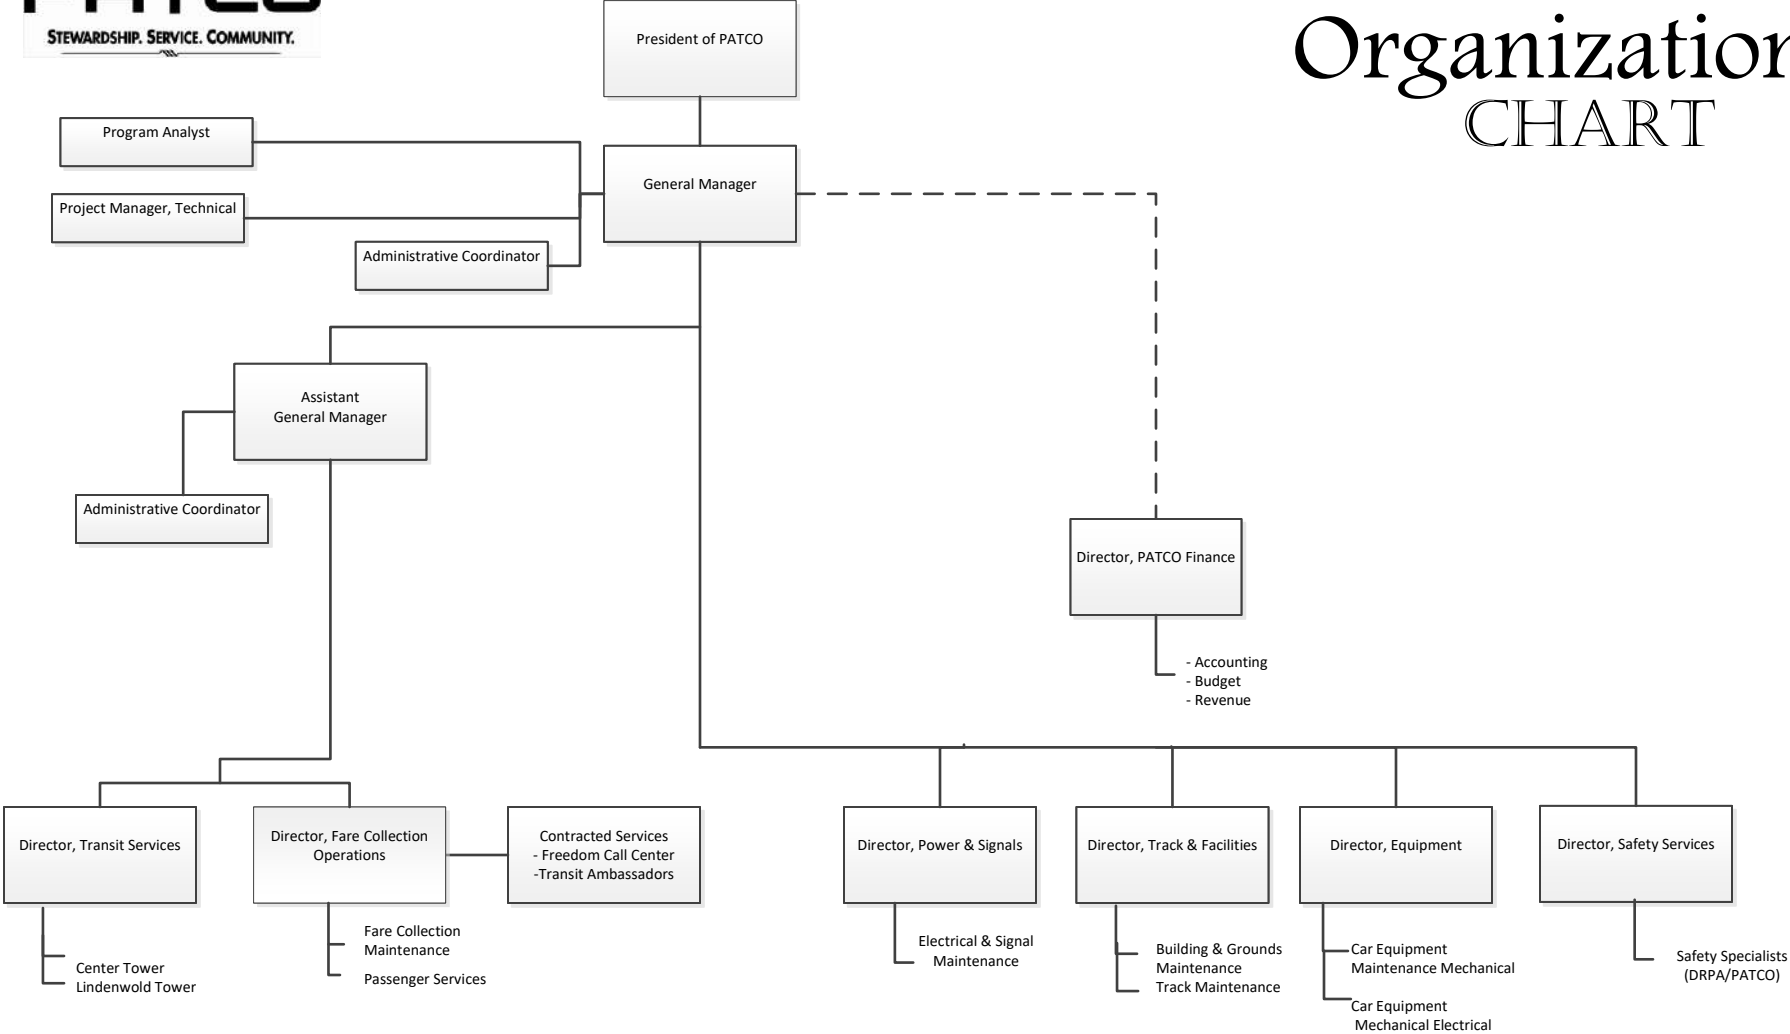 PATCO
STEWARDSHIP. SERVICE. COMMUNITY.
Organization
CHART
President of PATCO
Program Analyst
General Manager
Project Manager, Technical
Administrative Coordinator
Assistant
General Manager
Administrative Coordinator
Director, PATCO Finance
- Accounting
- Budget
- Revenue
Director, Transit Services
Center Tower
Lindenwold Tower
Director, Fare Collection
Operations
Fare Collection
Maintenance
Passenger Services
Contracted Services
- Freedom Call Center
-Transit Ambassadors
Director, Power & Signals
Electrical & Signal
Maintenance
Director, Track & Facilities
Building & Grounds
Maintenance
Track Maintenance
Director, Equipment
Car Equipment
Maintenance Mechanical
Car Equipment
Mechanical Electrical
Director, Safety Services
Safety Specialists
(DRPA/PATCO)